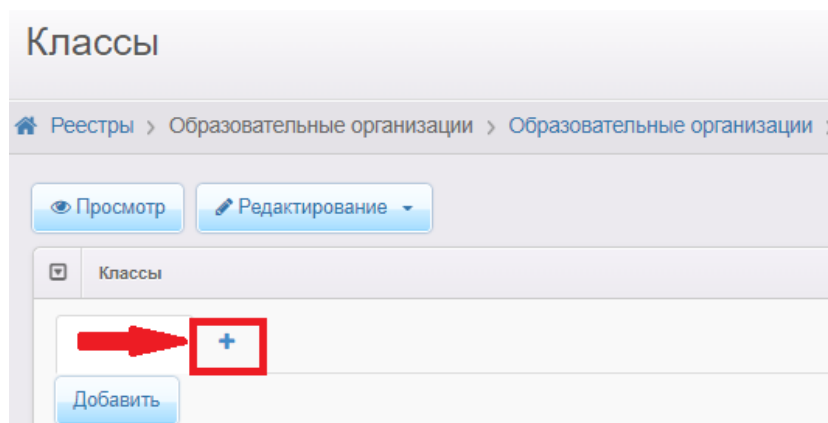 Классы
Реестры > Образовательные организации > Образовательные организации
Просмотр Редактирование
Классы
+
Добавить